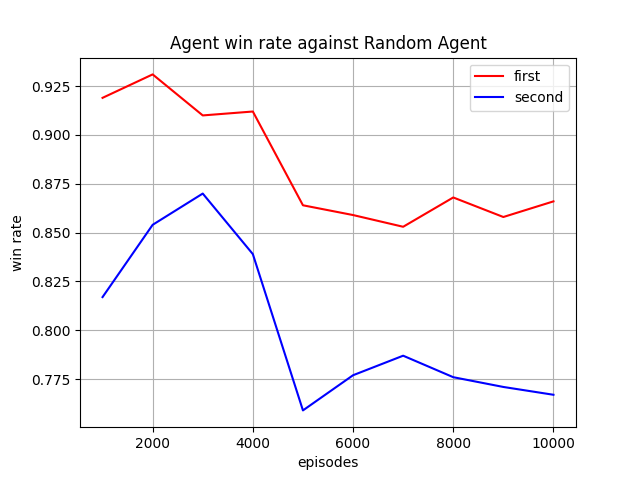 Agent win rate against Random Agent
first
second
0.925
0.900
0.875
0.850
0.825
0.800
0.775
win rate
2000 4000 6000 8000 10000
episodes